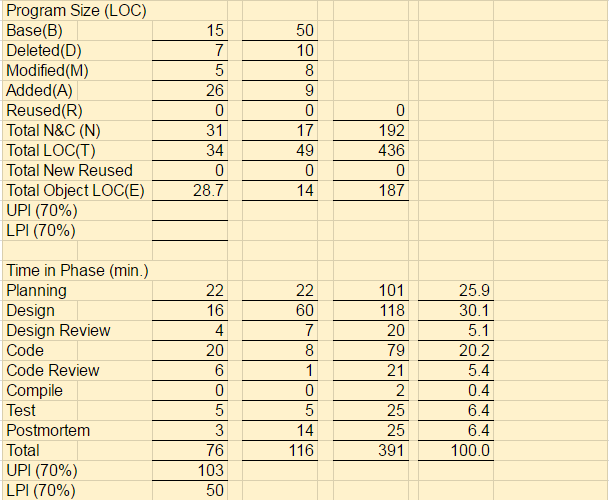 Program Size (LOC)
Base(B) 15 50
Deleted(D) 7 10
Modified(M) 5 8
Added(A) 26 9
Reused(R) 0 0 0
Total N&C (N) 31 17 192
Total LOC(T) 34 49 436
Total New Reused 0 0 0
Total Object LOC(E) 28.7 14 187
UPI (70%)
LPI (70%)
Time in Phase (min.)
Planning 22 22 101 25.9
Design 16 60 118 30.1
Design Review 4 7 20 5.1
Code 20 8 79 20.2
Code Review 6 1 21 5.4
Compile 0 0 2 0.4
Test 5 5 25 6.4
Postmortem 3 14 25 6.4
Total 76 116 391 100.0
UPI (70%) 103
LPI (70%) 50